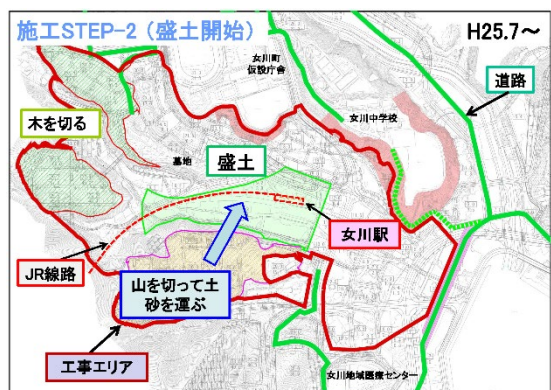 施工STEP-2（盛土開始）
H25.7～
女川町
仮設庁舎
道路
女川中学校
木を切る
墓地
盛土
女川駅
JR線路
山を切って土
砂を運ぶ
工事エリア
女川地域医療センター